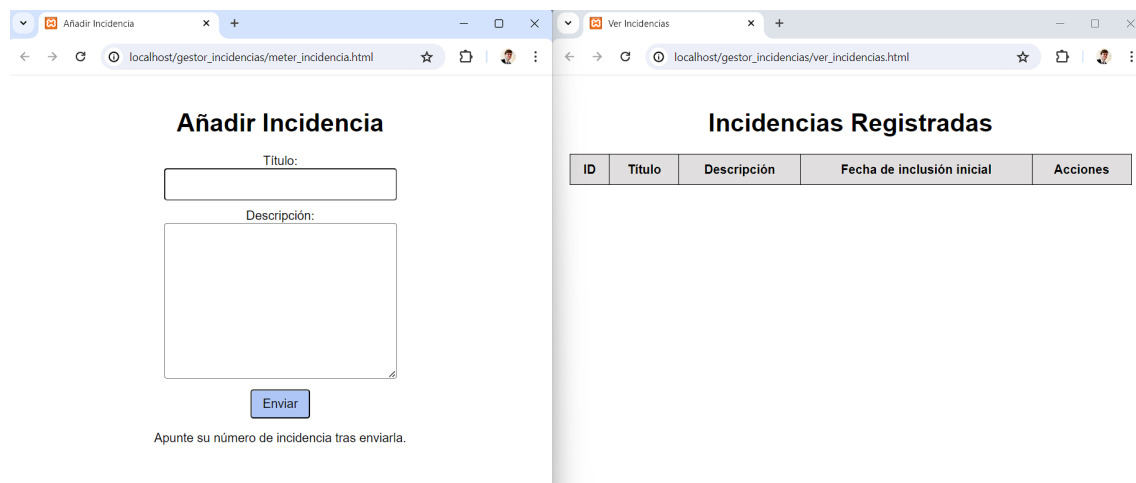 Añadir Incidencia
localhost/gestor_incidencias/meter_incidencia.html
Añadir Incidencia
Título:
Descripción:
Enviar
Apunte su número de incidencia tras enviarla.
Ver Incidencias
localhost/gestor_incidencias/ver_incidencias.html
Incidencias Registradas
ID Título Descripción Fecha de inclusión inicial Acciones